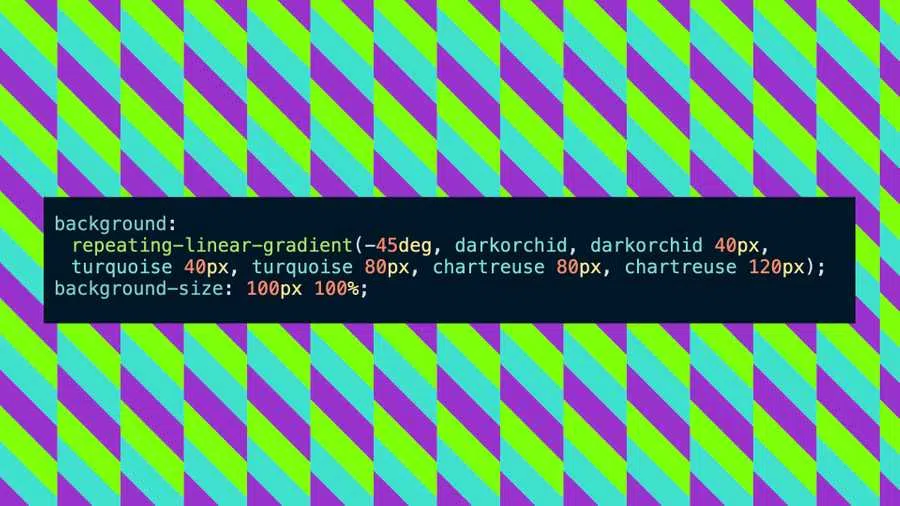 background:
repeating-linear-gradient(-45deg, darkorchid, darkorchid 40px,
turquoise 40px, turquoise 80px, chartreuse 80px, chartreuse 120px);
background-size: 100px 100%;